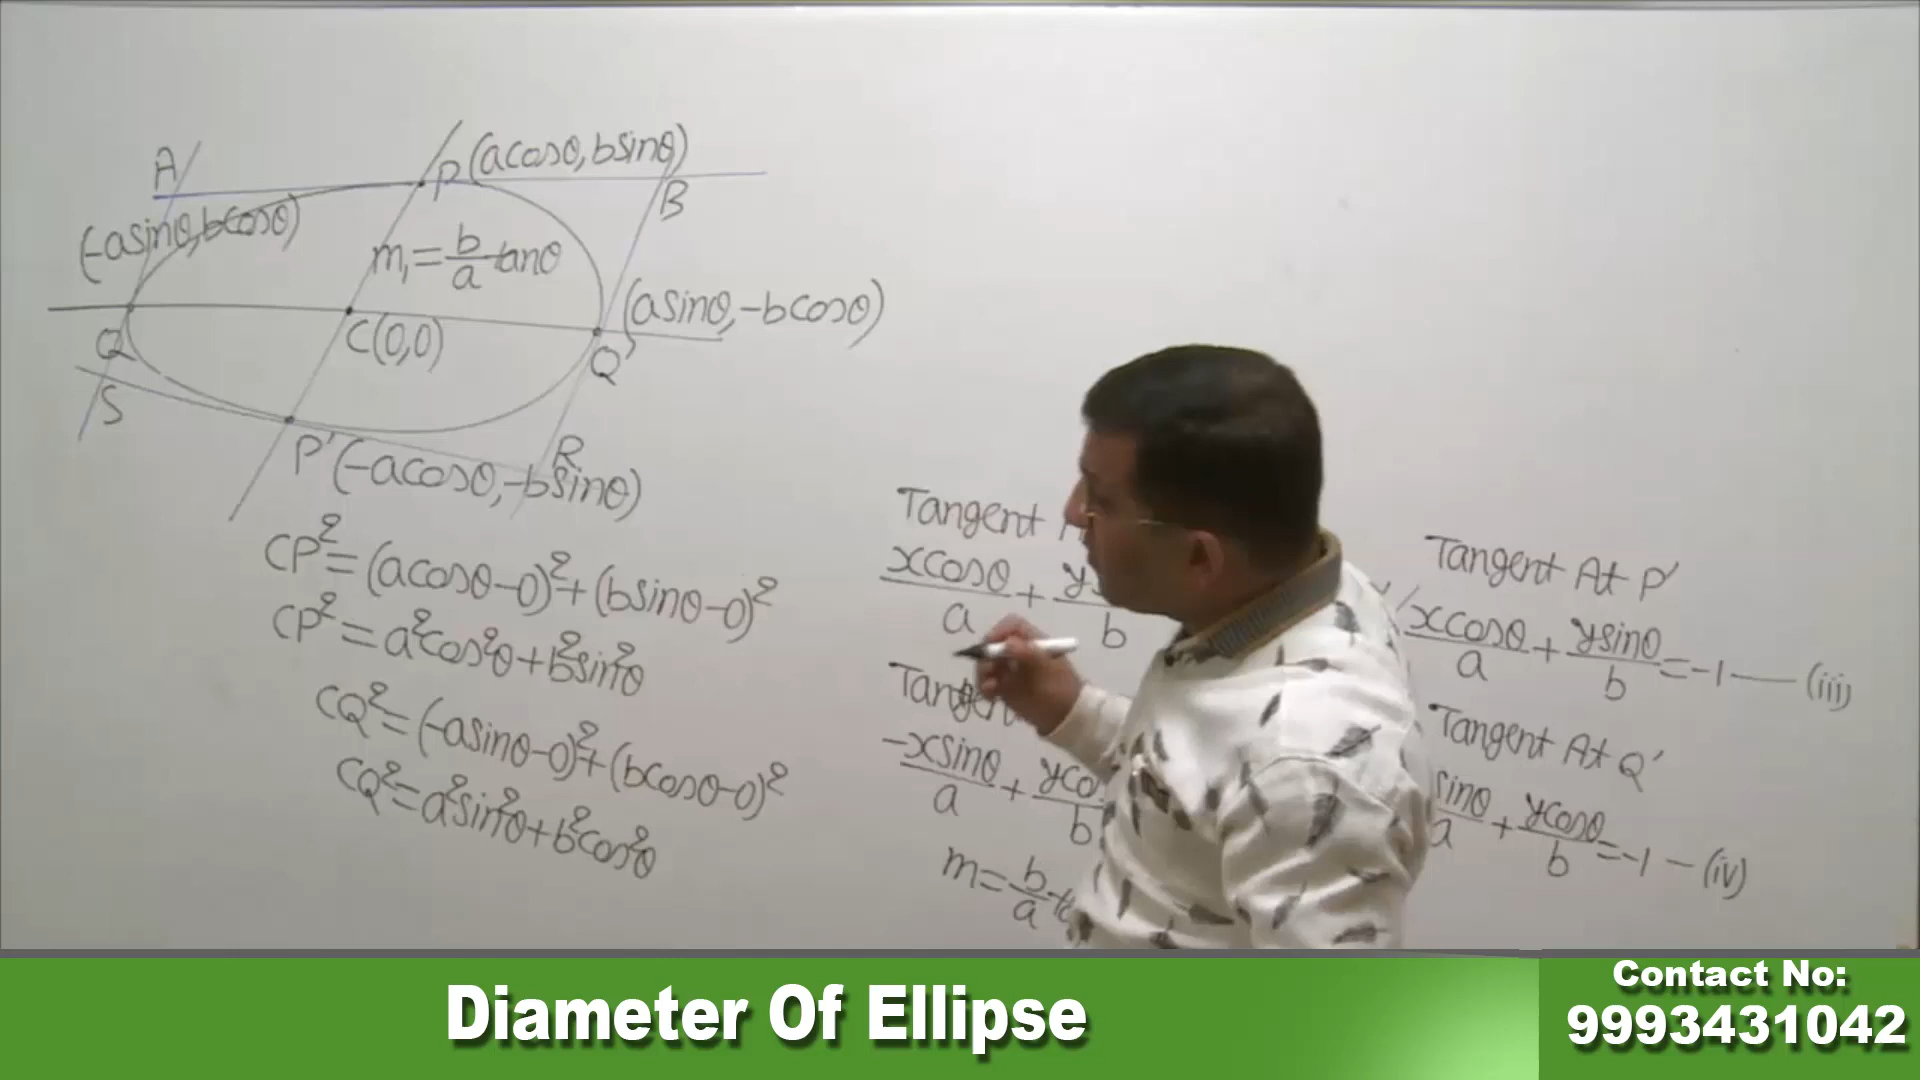 A
P (acosθ, bsinθ)
B
(-asinθ, bcosθ)
m₁ = b/a tanθ
(asinθ, -bcosθ)
Q
C(0,0)
Q'
S
R
P' (-acosθ, -bsinθ)
CP² = (acosθ-0)² + (bsinθ-0)²
CP² = a²cos²θ + b²sin²θ
CQ² = (-asinθ-0)² + (bcosθ-0)²
CQ² = a²sin²θ + b²cos²θ
Tangent
xcosθ/a + y /b
-xsinθ/a + yco /b
m = b/a
Tangent At P'
xcosθ/a + ysinθ/b = -1 — (iii)
Tangent At Q'
sinθ/a + ycosθ/b = -1 — (iv)
Diameter Of Ellipse
Contact No:
9993431042